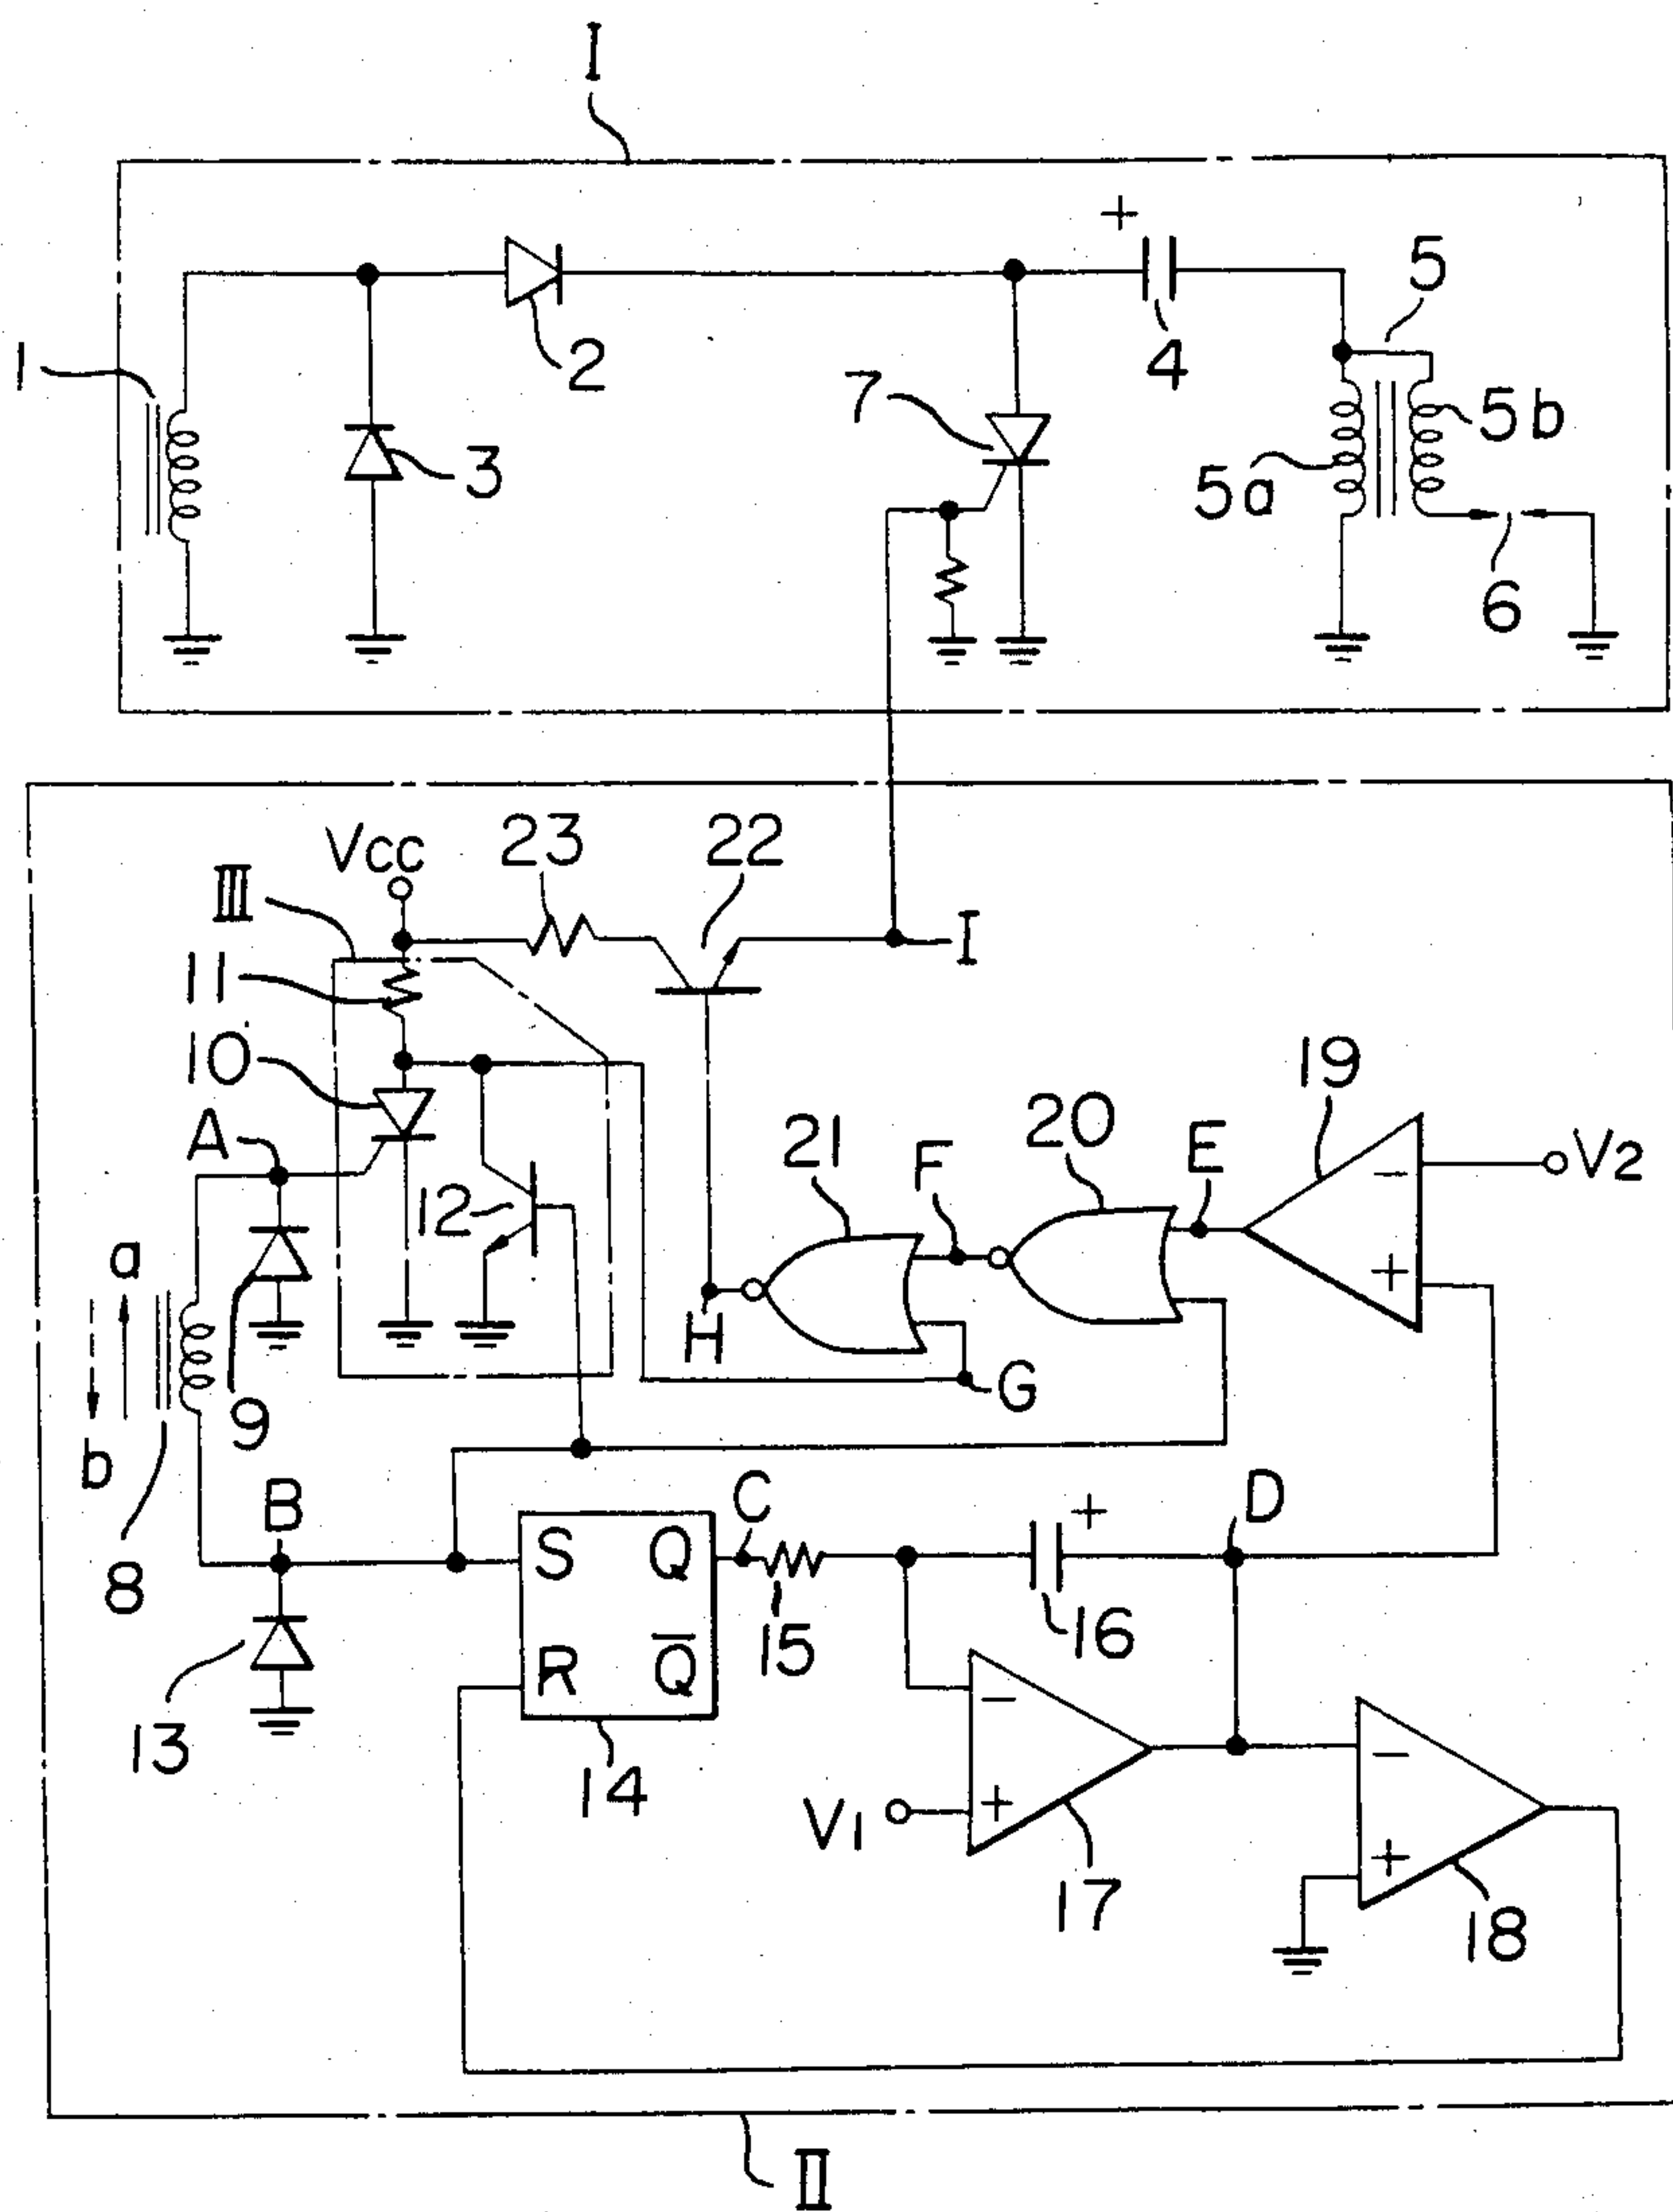 I
+
5
1
2
4
7
5b
3
5a
6
Vcc
23
22
III
I
11
10
19
A
20
E
V2
21
F
−
a
12
+
H
G
9
b
B
C
+
D
S Q
8
15
16
R Q̅
−
13
−
14
V1
+
+
17
18
II